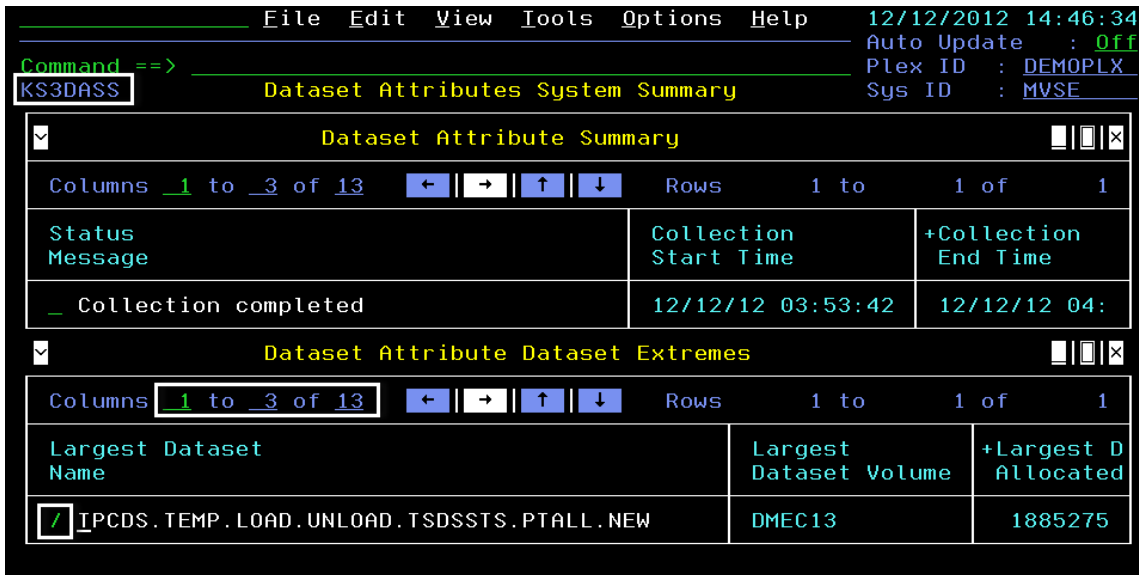 File Edit View Tools Options Help 12/12/2012 14:46:34
Auto Update : Off
Command ==> Plex ID : DEMOPLX
KS3DASS Dataset Attributes System Summary Sys ID : MVSE
Dataset Attribute Summary
Columns 1 to 3 of 13 ← → ↑ ↓ Rows 1 to 1 of 1
Status Collection +Collection
Message Start Time End Time
_ Collection completed 12/12/12 03:53:42 12/12/12 04:
Dataset Attribute Dataset Extremes
Columns 1 to 3 of 13 ← → ↑ ↓ Rows 1 to 1 of 1
Largest Dataset Largest +Largest D
Name Dataset Volume Allocated
/ TPCDS.TEMP.LOAD.UNLOAD.TSDSSTS.PTALL.NEW DMEC13 1885275